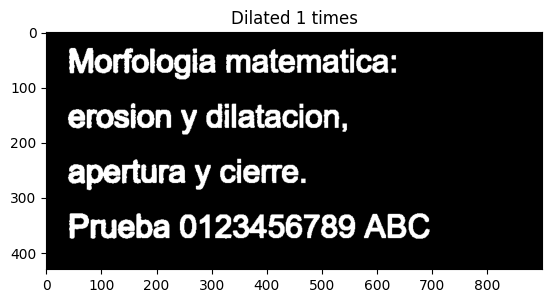 Dilated 1 times
Morfologia matematica:
erosion y dilatacion,
apertura y cierre.
Prueba 0123456789 ABC
0
100
200
300
400
0 100 200 300 400 500 600 700 800